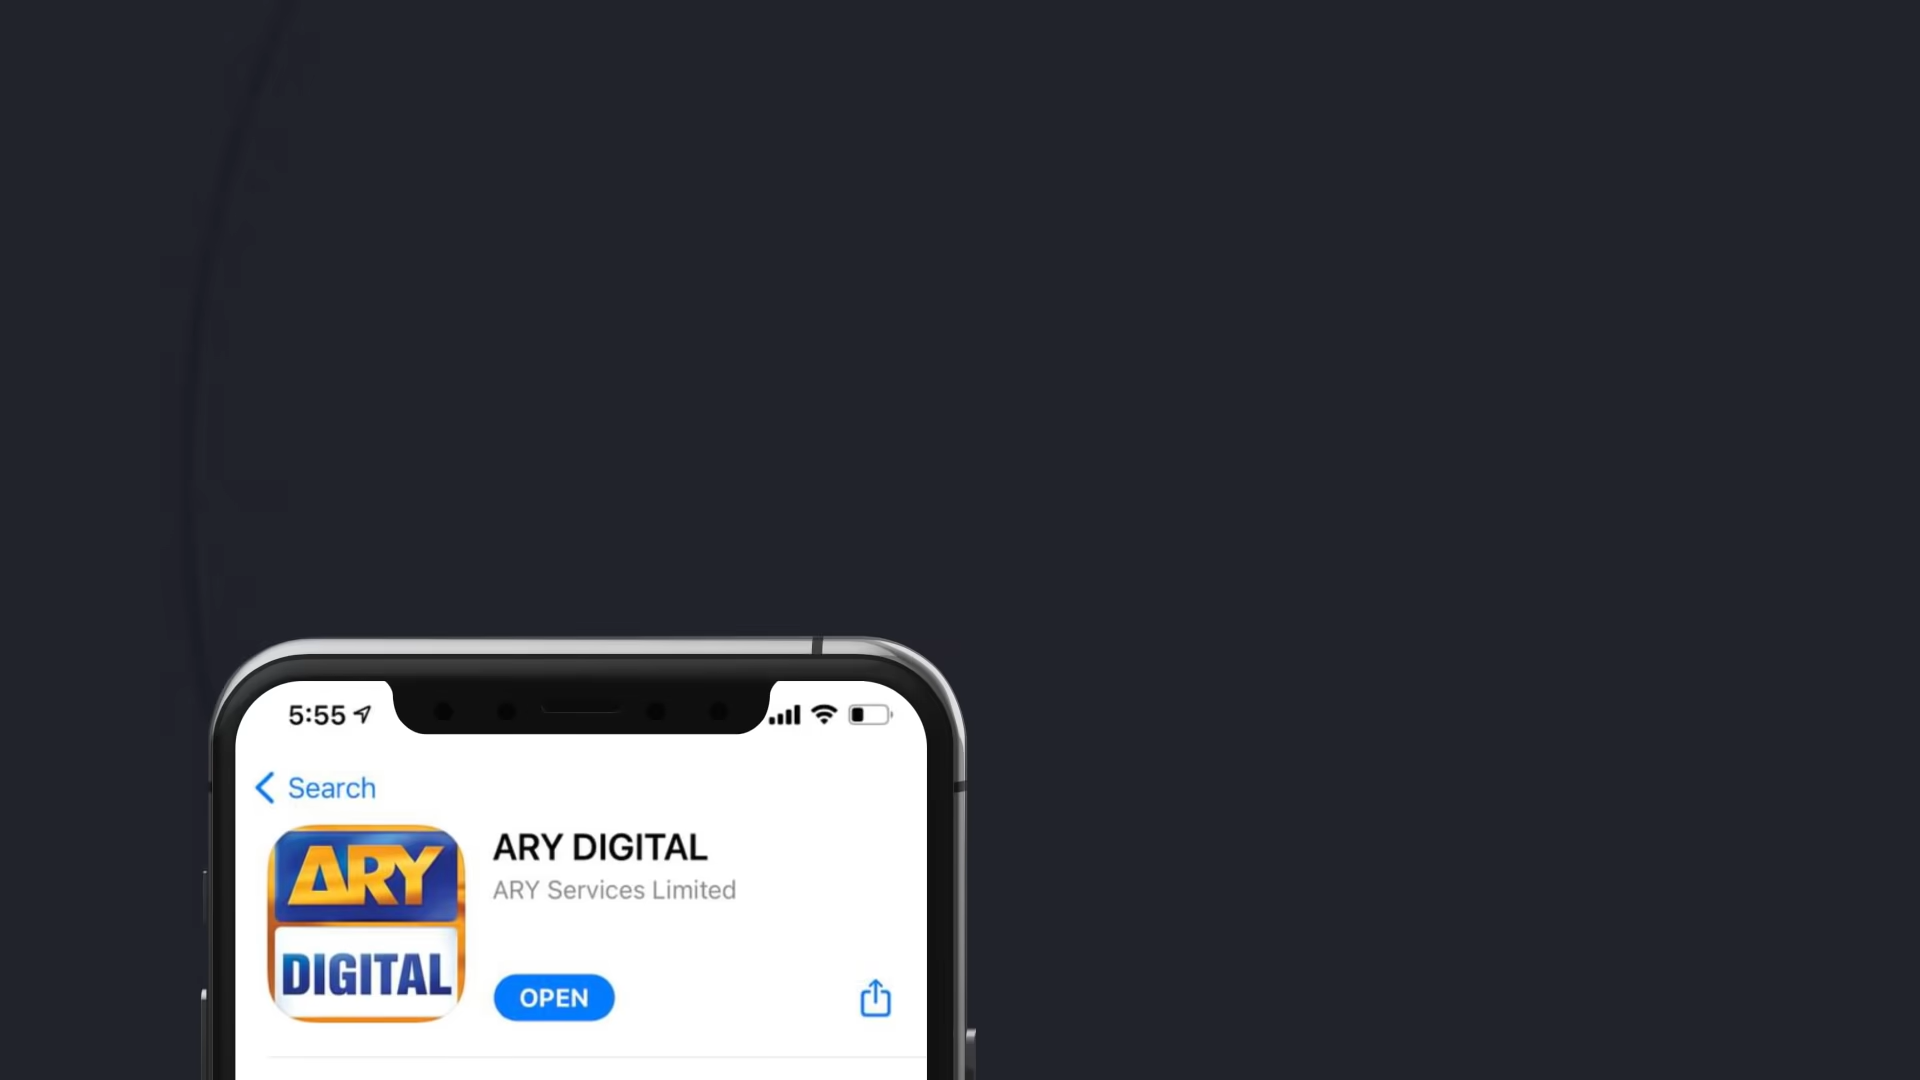 5:55
Search
ARY
DIGITAL
ARY DIGITAL
ARY Services Limited
OPEN